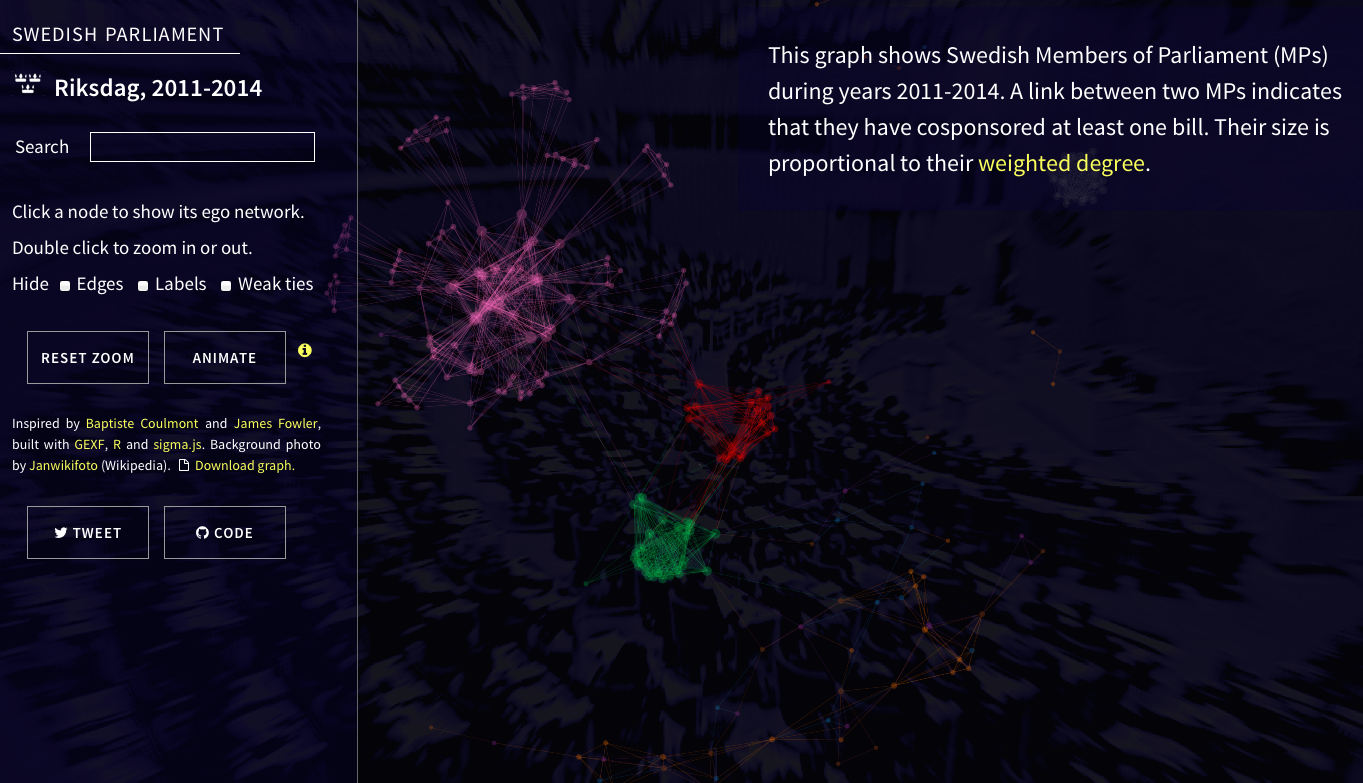 SWEDISH PARLIAMENT
Riksdag, 2011-2014
Search
Click a node to show its ego network.
Double click to zoom in or out.
Hide Edges Labels Weak ties
RESET ZOOM ANIMATE
Inspired by Baptiste Coulmont and James Fowler,
built with GEXF, R and sigma.js. Background photo
by Janwikifoto (Wikipedia). Download graph.
TWEET CODE
This graph shows Swedish Members of Parliament (MPs)
during years 2011-2014. A link between two MPs indicates
that they have cosponsored at least one bill. Their size is
proportional to their weighted degree.